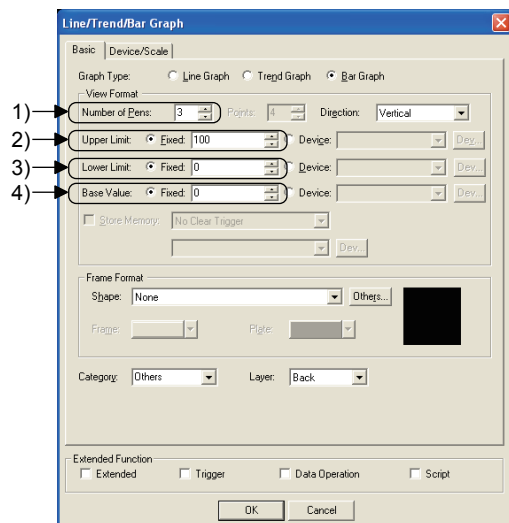 Line/Trend/Bar Graph
Basic Device/Scale
Graph Type: Line Graph Trend Graph Bar Graph
View Format
1) Number of Pens: 3 Points: 4 Direction: Vertical
2) Upper Limit: Fixed: 100 Device: Dev...
3) Lower Limit: Fixed: 0 Device: Dev...
4) Base Value: Fixed: 0 Device: Dev...
Store Memory: No Clear Trigger
Dev...
Frame Format
Shape: None Others...
Frame: Plate:
Category: Others Layer: Back
Extended Function
Extended Trigger Data Operation Script
OK Cancel